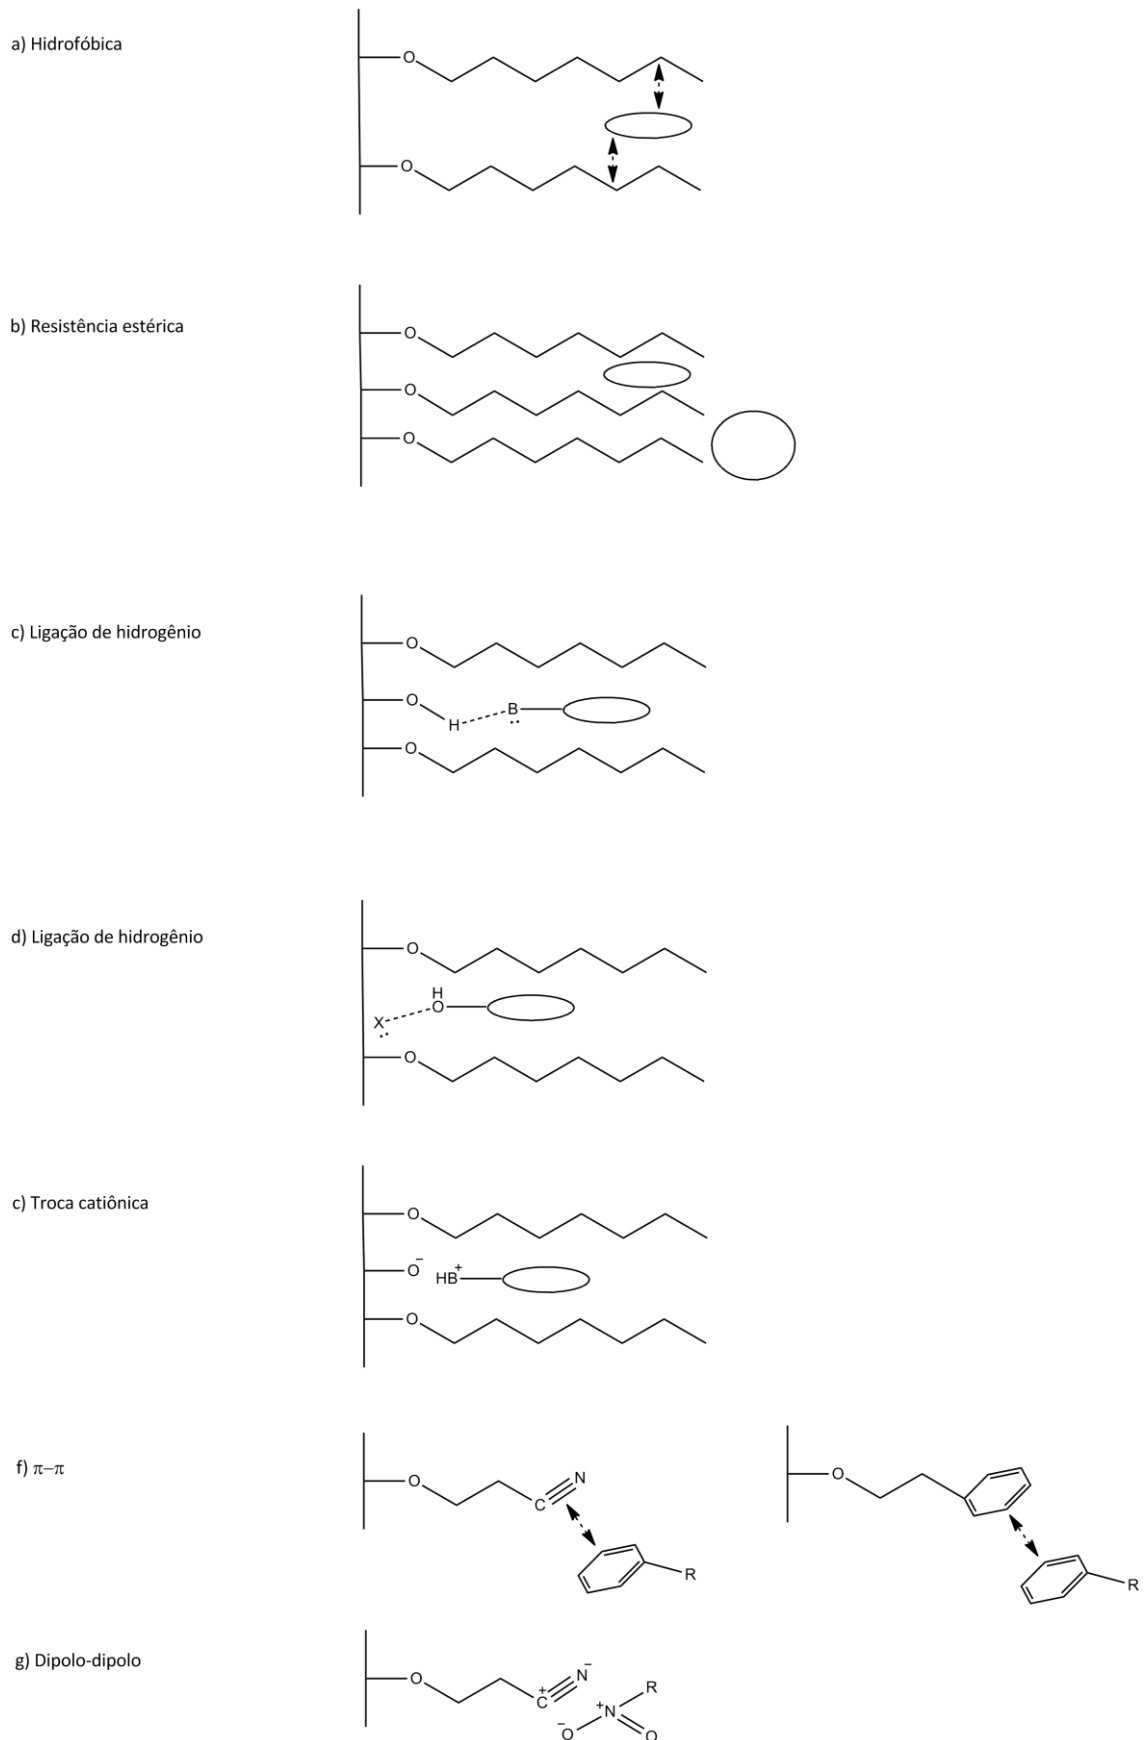 a) Hidrofóbica
O
O
b) Resistência estérica
O
O
O
c) Ligação de hidrogênio
O
O
H
B
..
O
d) Ligação de hidrogênio
O
H
O
X
..
O
c) Troca catiônica
O
O−
HB+
O
f) π–π
O
C
N
R
O
R
g) Dipolo-dipolo
O
C+
N−
R
+N
−O
O